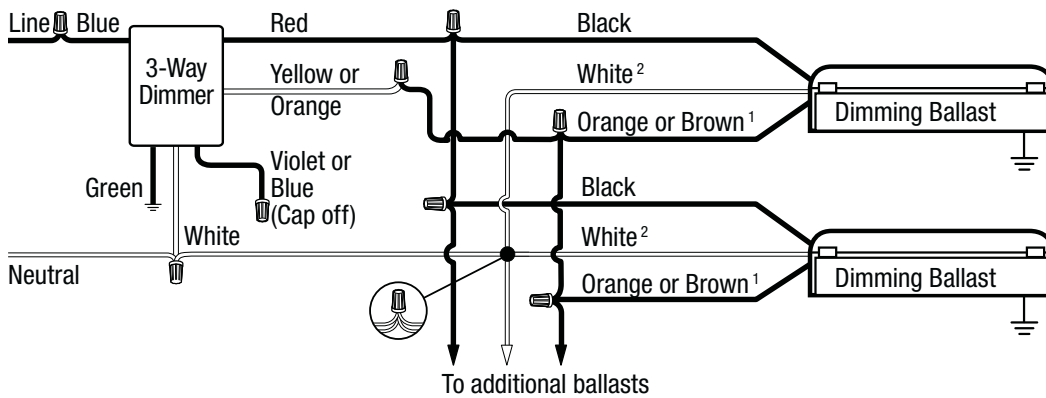 Line
Blue
Red
Black
3-Way
Dimmer
Yellow or
Orange
White ²
Dimming Ballast
Orange or Brown ¹
Green
Violet or
Blue
(Cap off)
Black
White
White ²
Neutral
Orange or Brown ¹
Dimming Ballast
To additional ballasts